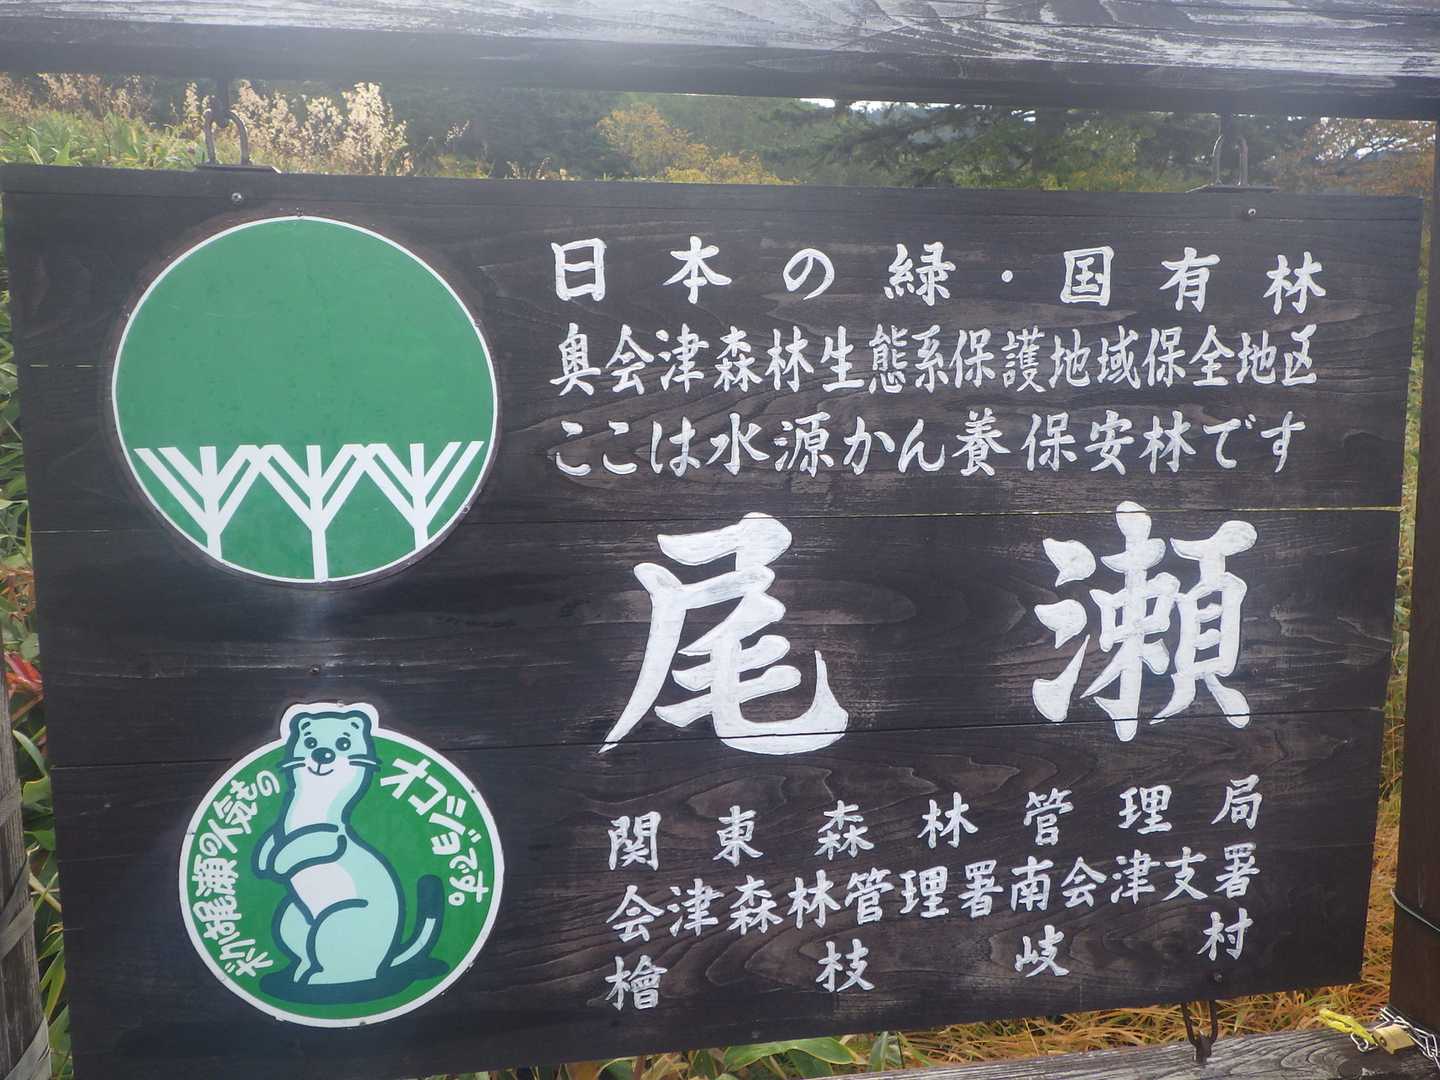 日本の緑・国有林
奥会津森林生態系保護地域保全地区
ここは水源かん養保安林です
尾瀬
ボクは尾瀬の人気もの
オコジョです。
関東森林管理局
会津森林管理署南会津支署
檜枝岐村